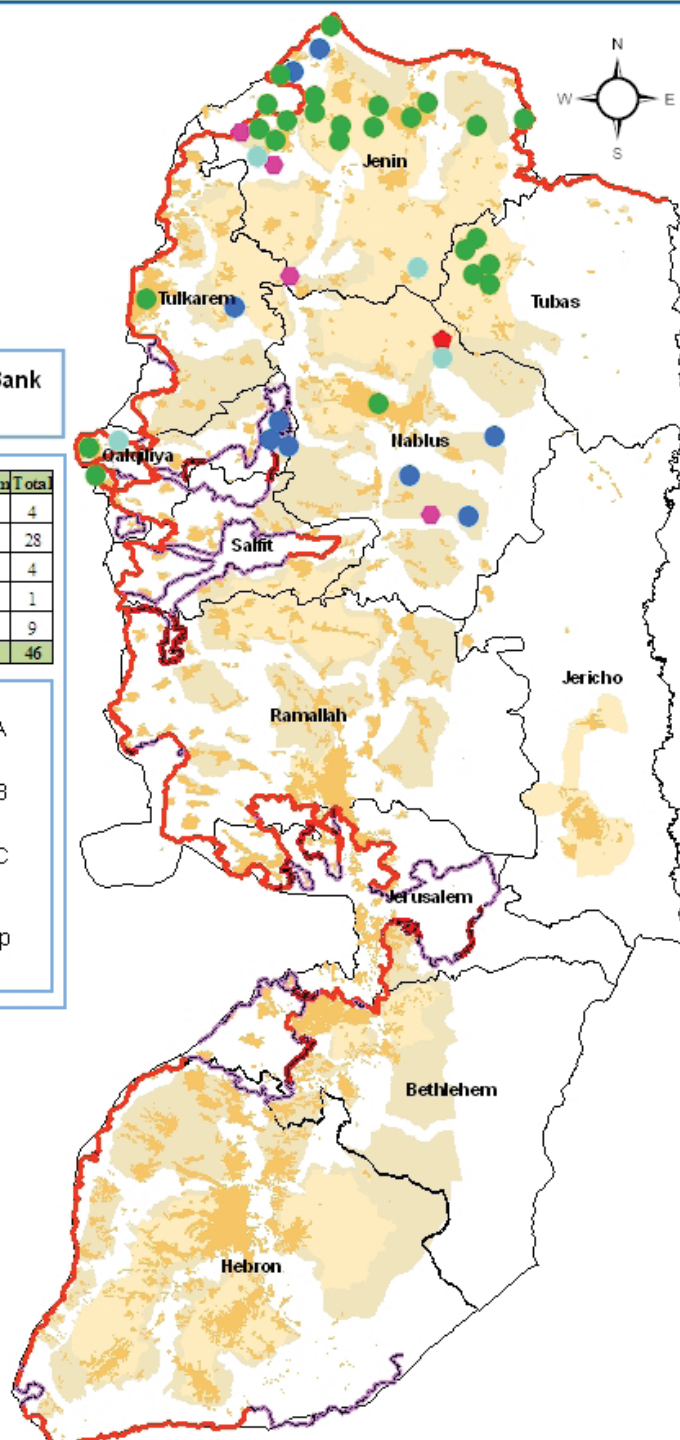 N
W E
S
Jenin
Tulkarem
Tubas
Bank
Nablus
Qalqiliya
Total
4
28
4
1
9
46
Salfit
Jericho
Ramallah
A
B
C
Jerusalem
Bethlehem
Hebron